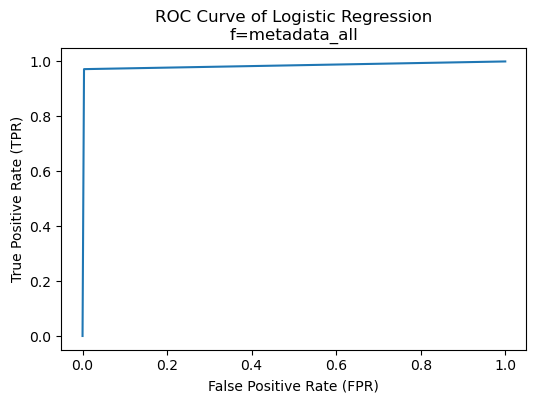 ROC Curve of Logistic Regression
f=metadata_all
1.0
0.8
0.6
0.4
0.2
0.0
True Positive Rate (TPR)
0.0 0.2 0.4 0.6 0.8 1.0
False Positive Rate (FPR)